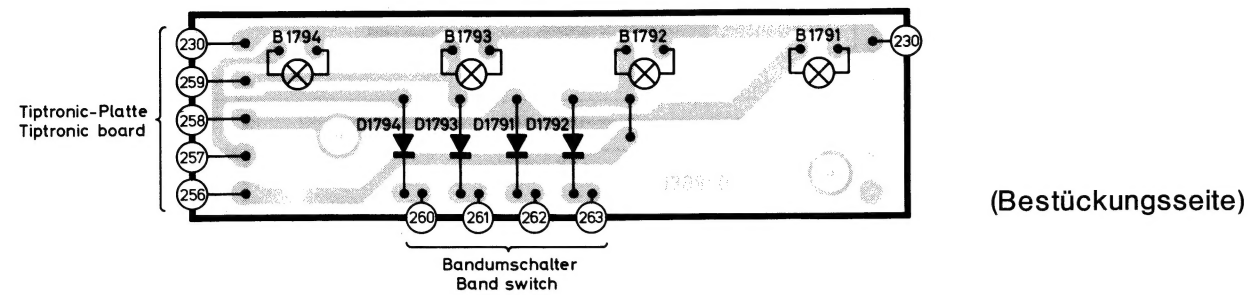 B1794 B1793 B1792 B1791
230 230
259
Tiptronic-Platte
Tiptronic board
258
D1794 D1793 D1791 D1792
257
256
260 261 262 263
(Bestückungsseite)
Bandumschalter
Band switch